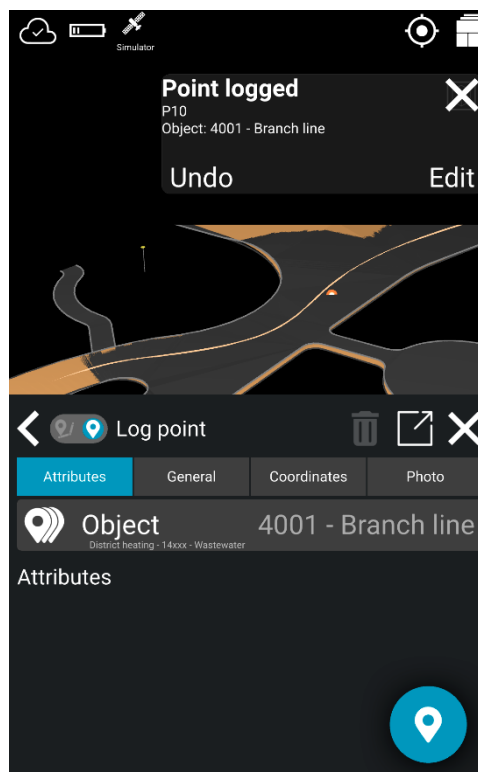 Simulator
Point logged
P10
Object: 4001 - Branch line
Undo Edit
Log point
Attributes General Coordinates Photo
Object 4001 - Branch line
District heating - 14xxx - Wastewater
Attributes